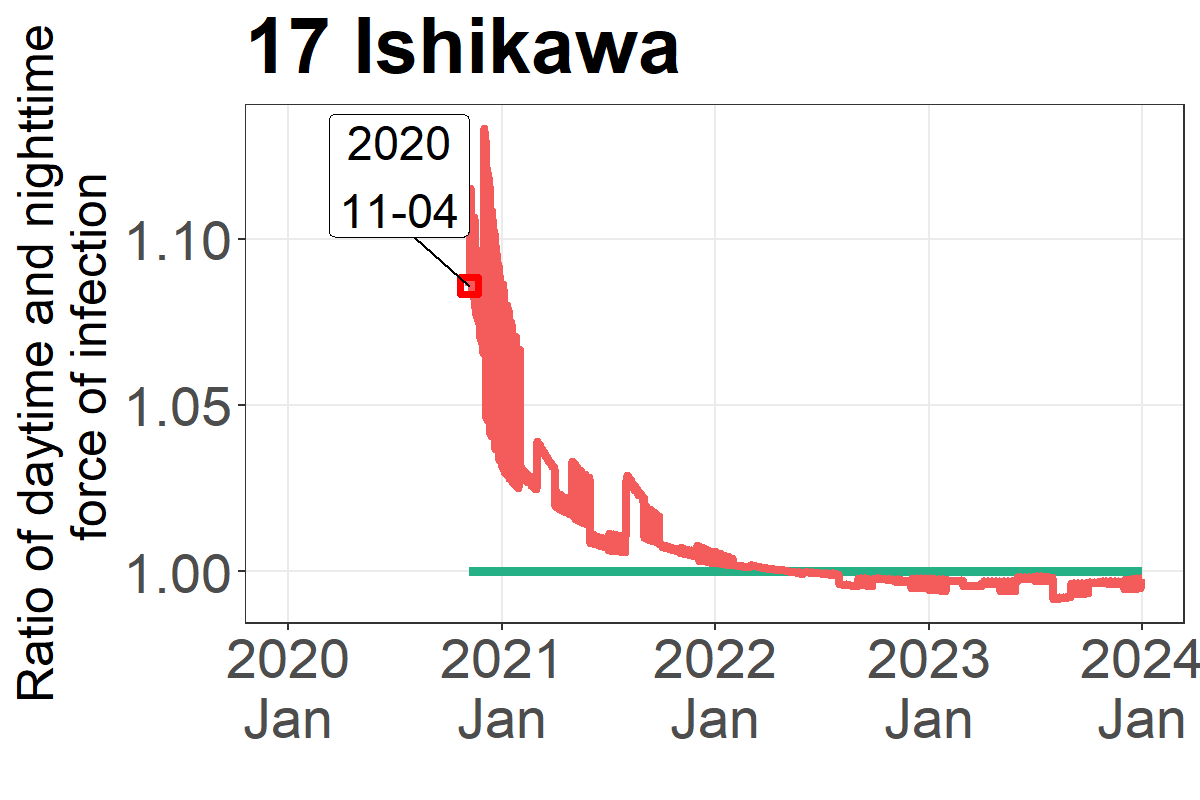 17 Ishikawa
Ratio of daytime and nighttime
force of infection
2020
11-04
1.10
1.05
1.00
2020
Jan
2021
Jan
2022
Jan
2023
Jan
2024
Jan